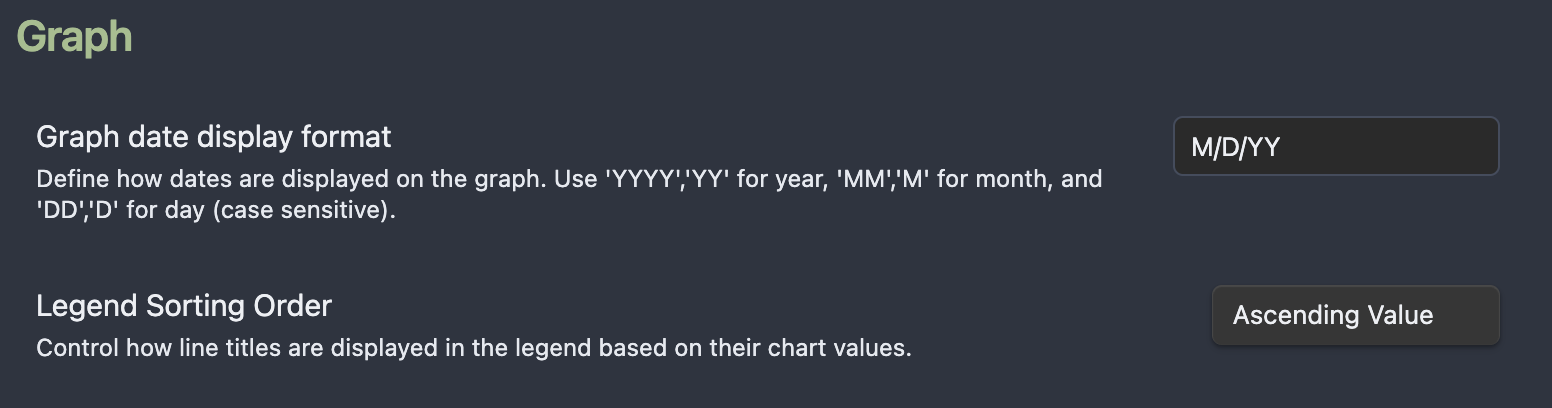 Graph
Graph date display format
M/D/YY
Define how dates are displayed on the graph. Use 'YYYY','YY' for year, 'MM','M' for month, and
'DD','D' for day (case sensitive).
Legend Sorting Order
Ascending Value
Control how line titles are displayed in the legend based on their chart values.